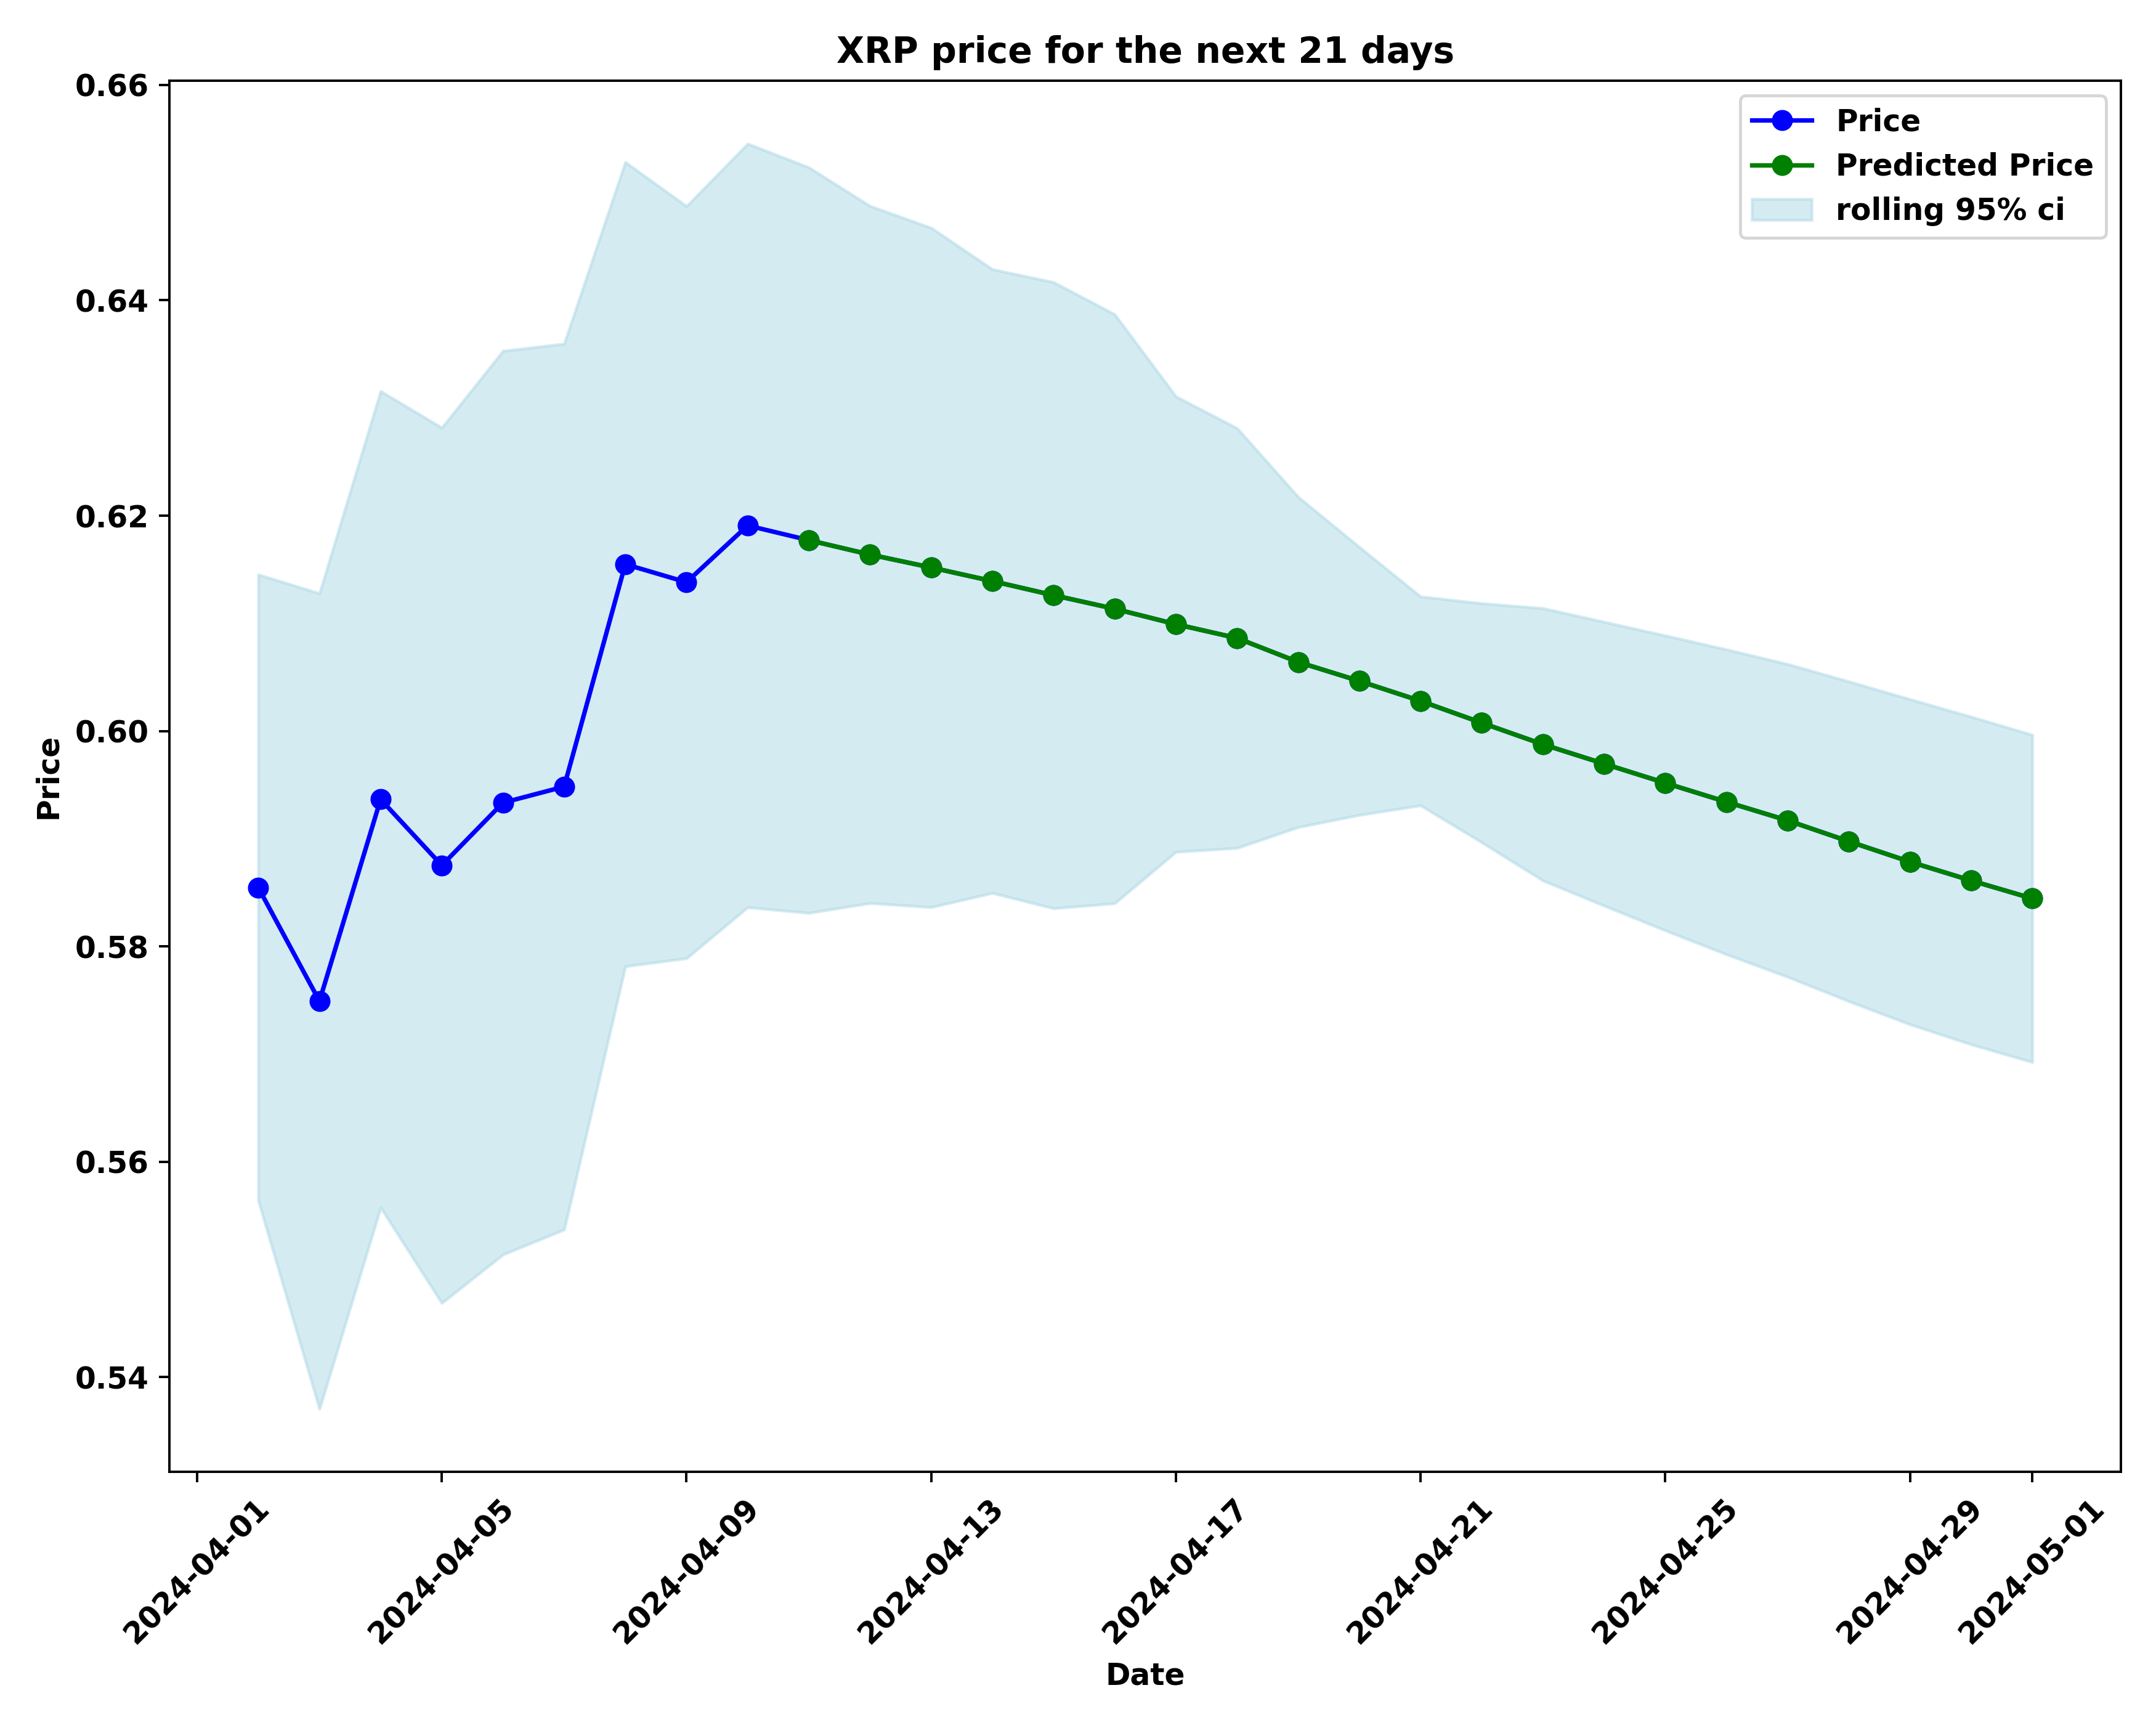 XRP price for the next 21 days
Price
Predicted Price
rolling 95% ci
0.66
0.64
0.62
0.60
0.58
0.56
0.54
Price
2024-04-01
2024-04-05
2024-04-09
2024-04-13
2024-04-17
2024-04-21
2024-04-25
2024-04-29
2024-05-01
Date